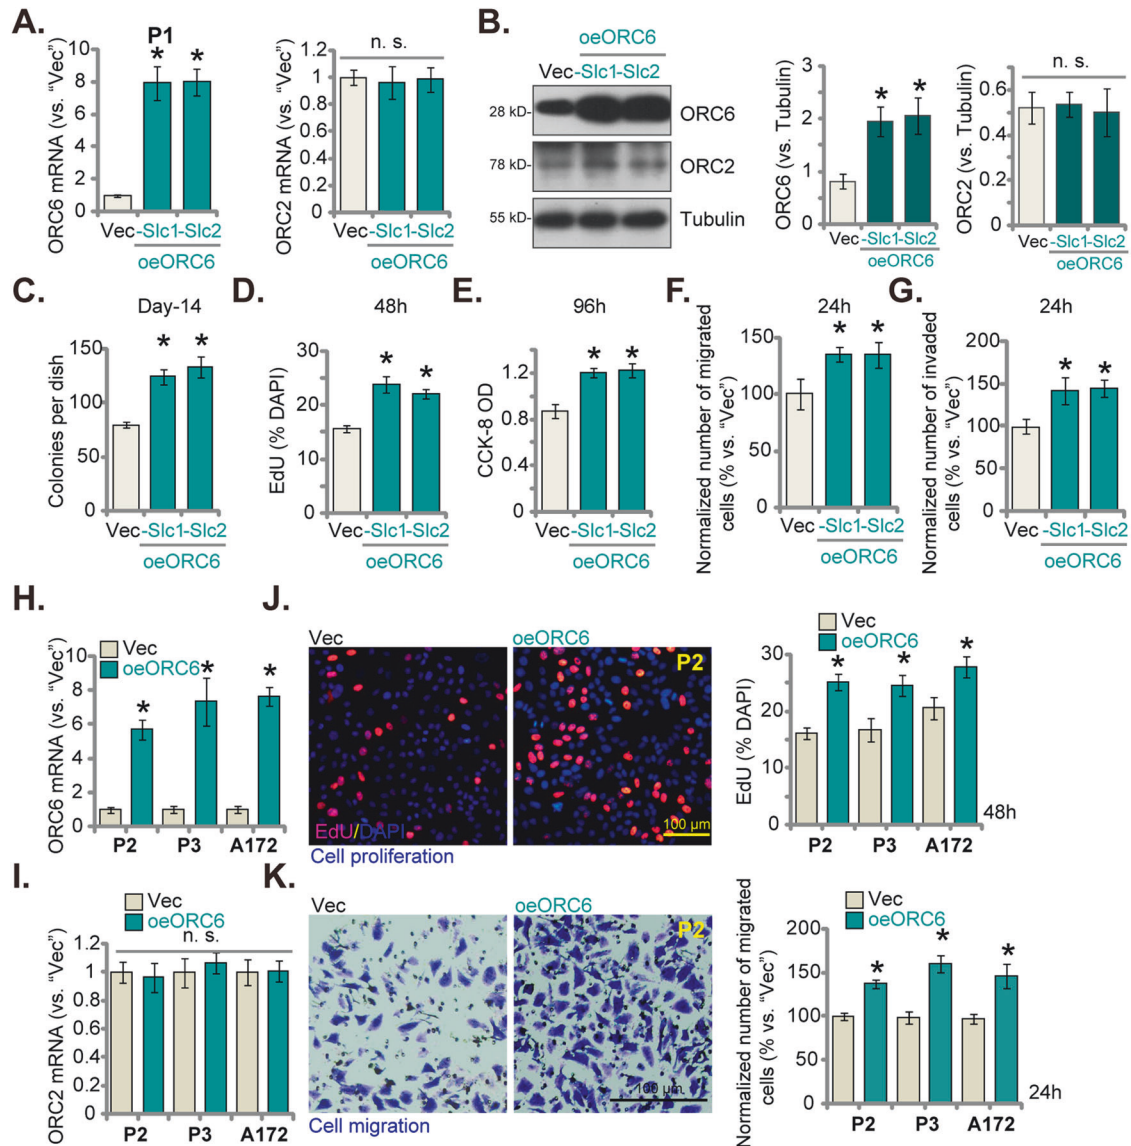 A.
P1
ORC6 mRNA (vs. “Vec”)
10
8
6
4
2
0
* *
Vec -Slc1-Slc2
oeORC6
n. s.
ORC2 mRNA (vs. “Vec”)
1.2
1
0.8
0.6
0.4
0.2
0
Vec-Slc1-Slc2
oeORC6
B.
oeORC6
Vec-Slc1-Slc2
28 kD-
ORC6
78 kD-
ORC2
55 kD-
Tubulin
ORC6 (vs. Tubulin)
3
2
1
0
* *
Vec -Slc1-Slc2
oeORC6
n. s.
ORC2 (vs. Tubulin)
0.6
0.4
0.2
0
Vec -Slc1-Slc2
oeORC6
C.
Day-14
Colonies per dish
150
100
50
0
* *
Vec -Slc1-Slc2
oeORC6
D.
48h
EdU (% DAPI)
30
20
10
0
* *
Vec -Slc1-Slc2
oeORC6
E.
96h
CCK-8 OD
1.2
0.8
0.4
0
* *
Vec -Slc1-Slc2
oeORC6
F.
24h
Normalized number of migrated
cells (% vs. “Vec”)
150
100
50
0
* *
Vec -Slc1-Slc2
oeORC6
G.
24h
Normalized number of invaded
cells (% vs. “Vec”)
200
150
100
50
0
* *
Vec -Slc1-Slc2
oeORC6
H.
Vec
oeORC6
ORC6 mRNA (vs. “Vec”)
10
8
6
4
2
0
* * *
P2 P3 A172
J.
Vec
oeORC6
P2
EdU/DAPI
100 µm
Cell proliferation
Vec
oeORC6
EdU (% DAPI)
30
20
10
0
* * *
P2 P3 A172
48h
I.
Vec
oeORC6
n. s.
ORC2 mRNA (vs. “Vec”)
1.2
1
0.8
0.6
0.4
0.2
0
P2 P3 A172
K.
Vec
oeORC6
P2
100 µm
Cell migration
Vec
oeORC6
Normalized number of migrated
cells (% vs. “Vec”)
200
150
100
50
0
* * *
P2 P3 A172
24h